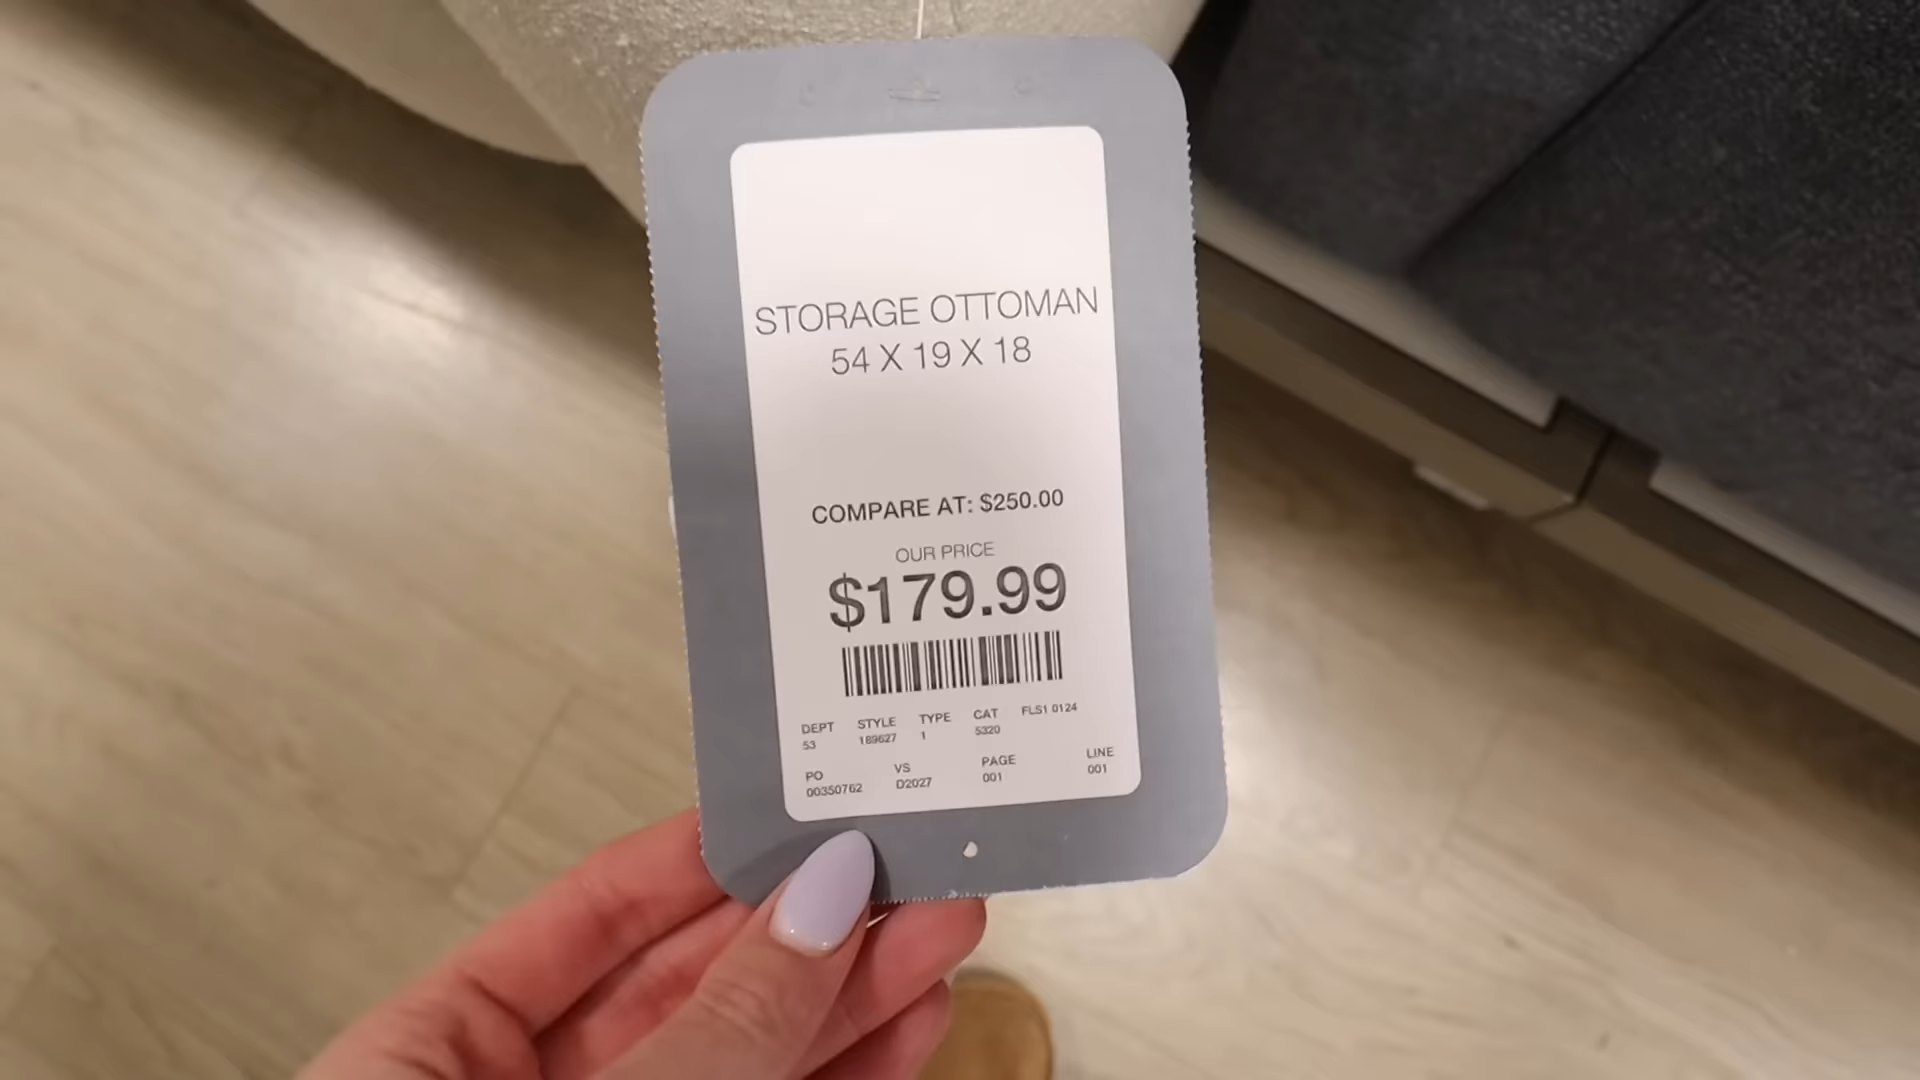 STORAGE OTTOMAN
54 X 19 X 18
COMPARE AT: $250.00
OUR PRICE
$179.99
DEPT STYLE TYPE CAT FLS1 0124
53 189627 1 5320
PO VS PAGE LINE
00350762 D2027 001 001